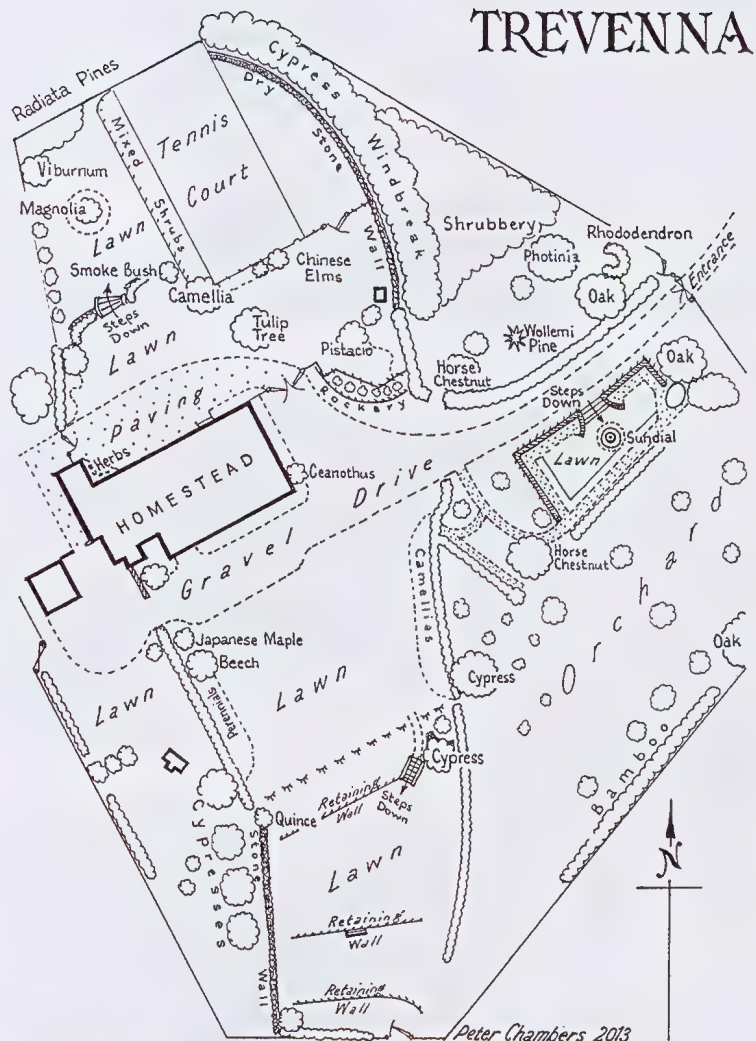 TREVENNA
Radiata Pines
Cypress Windbreak
Dry Stone Wall
Tennis
Court
Mixed Shrubs
Viburnum
Magnolia
Lawn
Shrubbery
Rhododendron
Photinia
Entrance
Smoke Bush
Chinese
Elms
Camellia
Oak
Steps
Down
Tulip
Tree
Lawn
Pistacio
Wollemi
Pine
Horse
Chestnut
Oak
Steps
Down
Rockery
Paving
Sundial
Lawn
Herbs
HOMESTEAD
Ceanothus
Gravel Drive
Horse
Chestnut
Orchard
Camellias
Japanese Maple
Beech
Oak
Lawn
Lawn
Perennials
Cypress
Cypress
Bamboo
Retaining
Wall
Steps
Down
Quince
Cypresses
Stone Wall
Lawn
N
Retaining
Wall
Retaining
Wall
Peter Chambers 2013